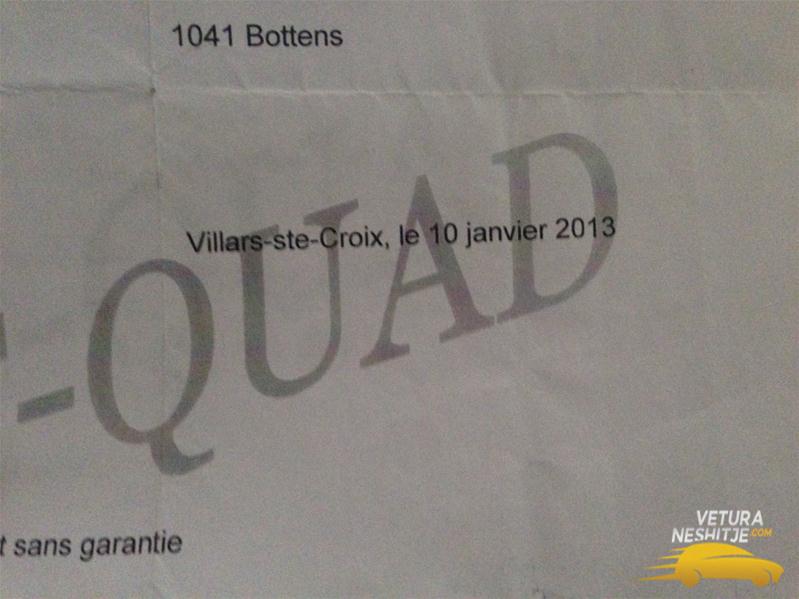 1041 Bottens
Villars-ste-Croix, le 10 janvier 2013
-QUAD
t sans garantie
VETURA
NESHITJE.COM